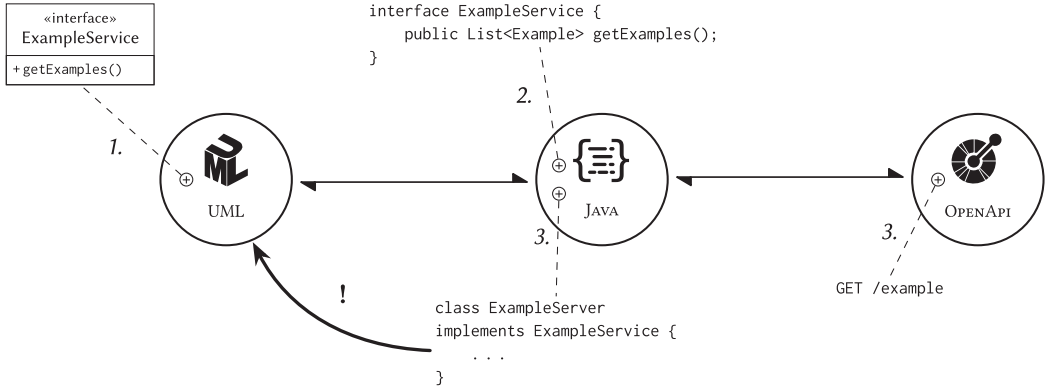 «interface»
ExampleService
+getExamples()
interface ExampleService {
public List<Example> getExamples();
}
1.
2.
UML
UML
{ }
JAVA
OPENAPI
3.
3.
!
GET /example
class ExampleServer
implements ExampleService {
...
}